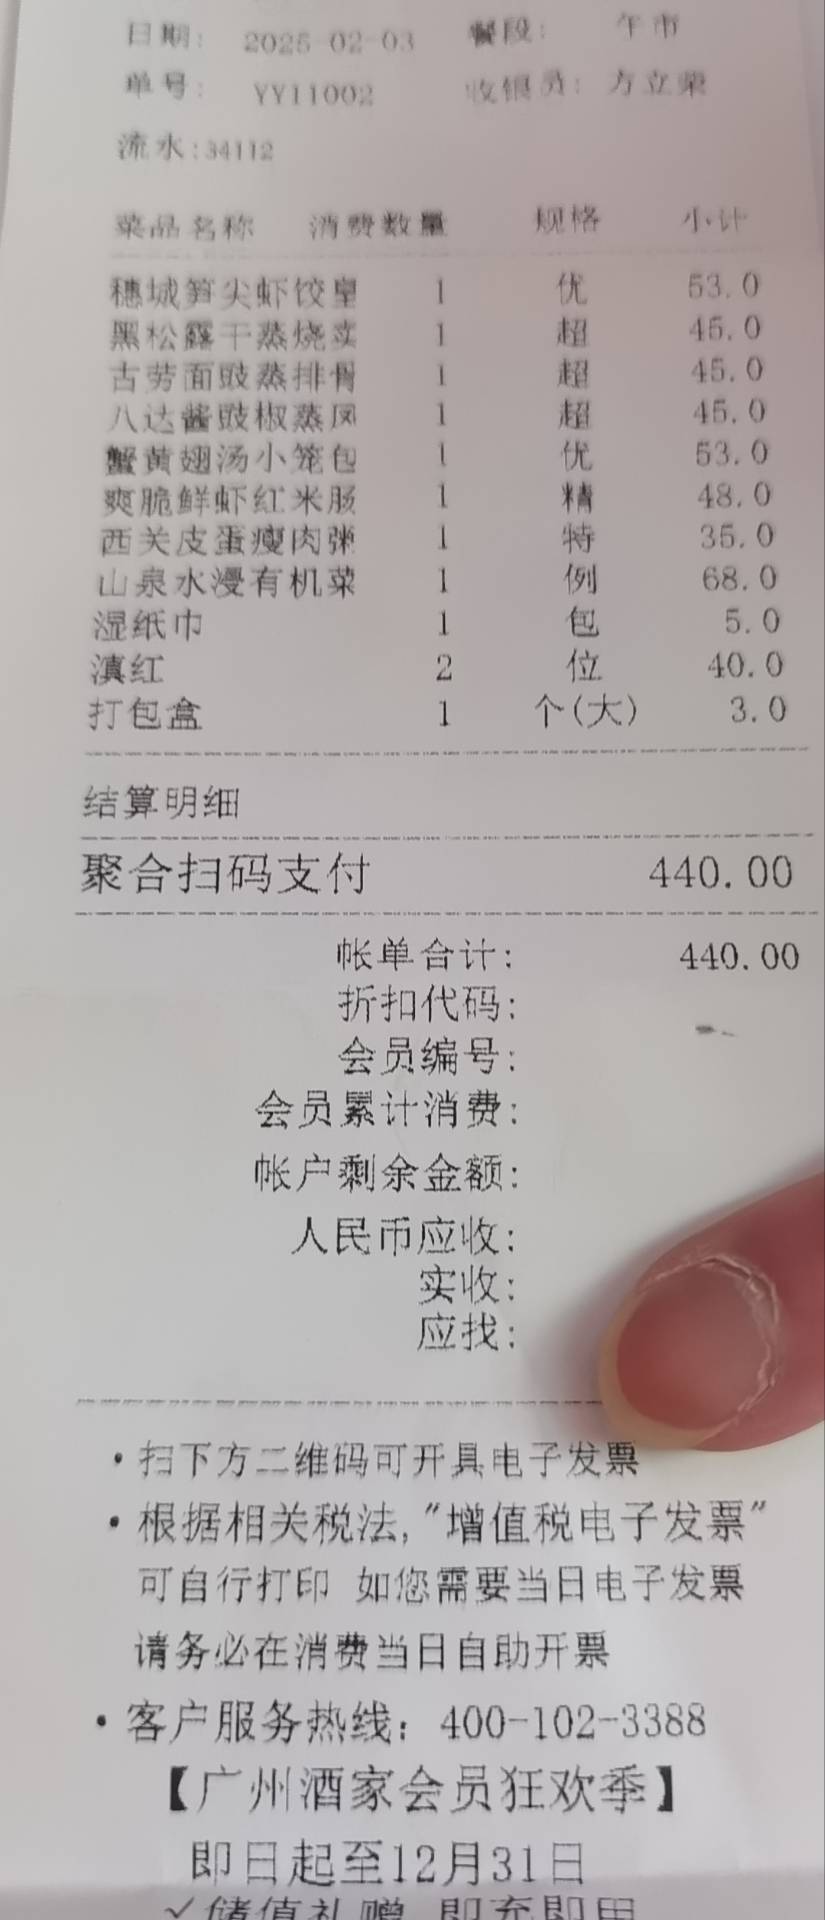 日期: 2025-02-03 餐段: 午市
单号: YY11002 收银员: 方立荣
流水:34112
菜品名称 消费数量 规格 小计
穗城笋尖虾饺皇 1 优 53.0
黑松露干蒸烧卖 1 超 45.0
古劳面豉蒸排骨 1 超 45.0
八达酱豉椒蒸凤 1 超 45.0
蟹黄翅汤小笼包 1 优 53.0
爽脆鲜虾红米肠 1 精 48.0
西关皮蛋瘦肉粥 1 特 35.0
山泉水浸有机菜 1 例 68.0
湿纸巾 1 包 5.0
滇红 2 位 40.0
打包盒 1 个(大) 3.0
结算明细
聚合扫码支付 440.00
帐单合计: 440.00
折扣代码:
会员编号:
会员累计消费:
帐户剩余金额:
人民币应收:
实收:
应找:
·扫下方二维码可开具电子发票
·根据相关税法,"增值税电子发票"
可自行打印 如您需要当日电子发票
请务必在消费当日自助开票
·客户服务热线: 400-102-3388
【广州酒家会员狂欢季】
即日起至12月31日
✓储值礼赠 即充即用